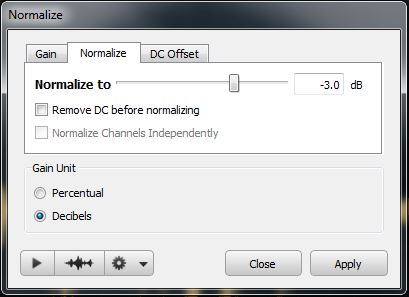 Normalize
Gain Normalize DC Offset
Normalize to -3.0 dB
Remove DC before normalizing
Normalize Channels Independently
Gain Unit
Percentual
Decibels
Close Apply